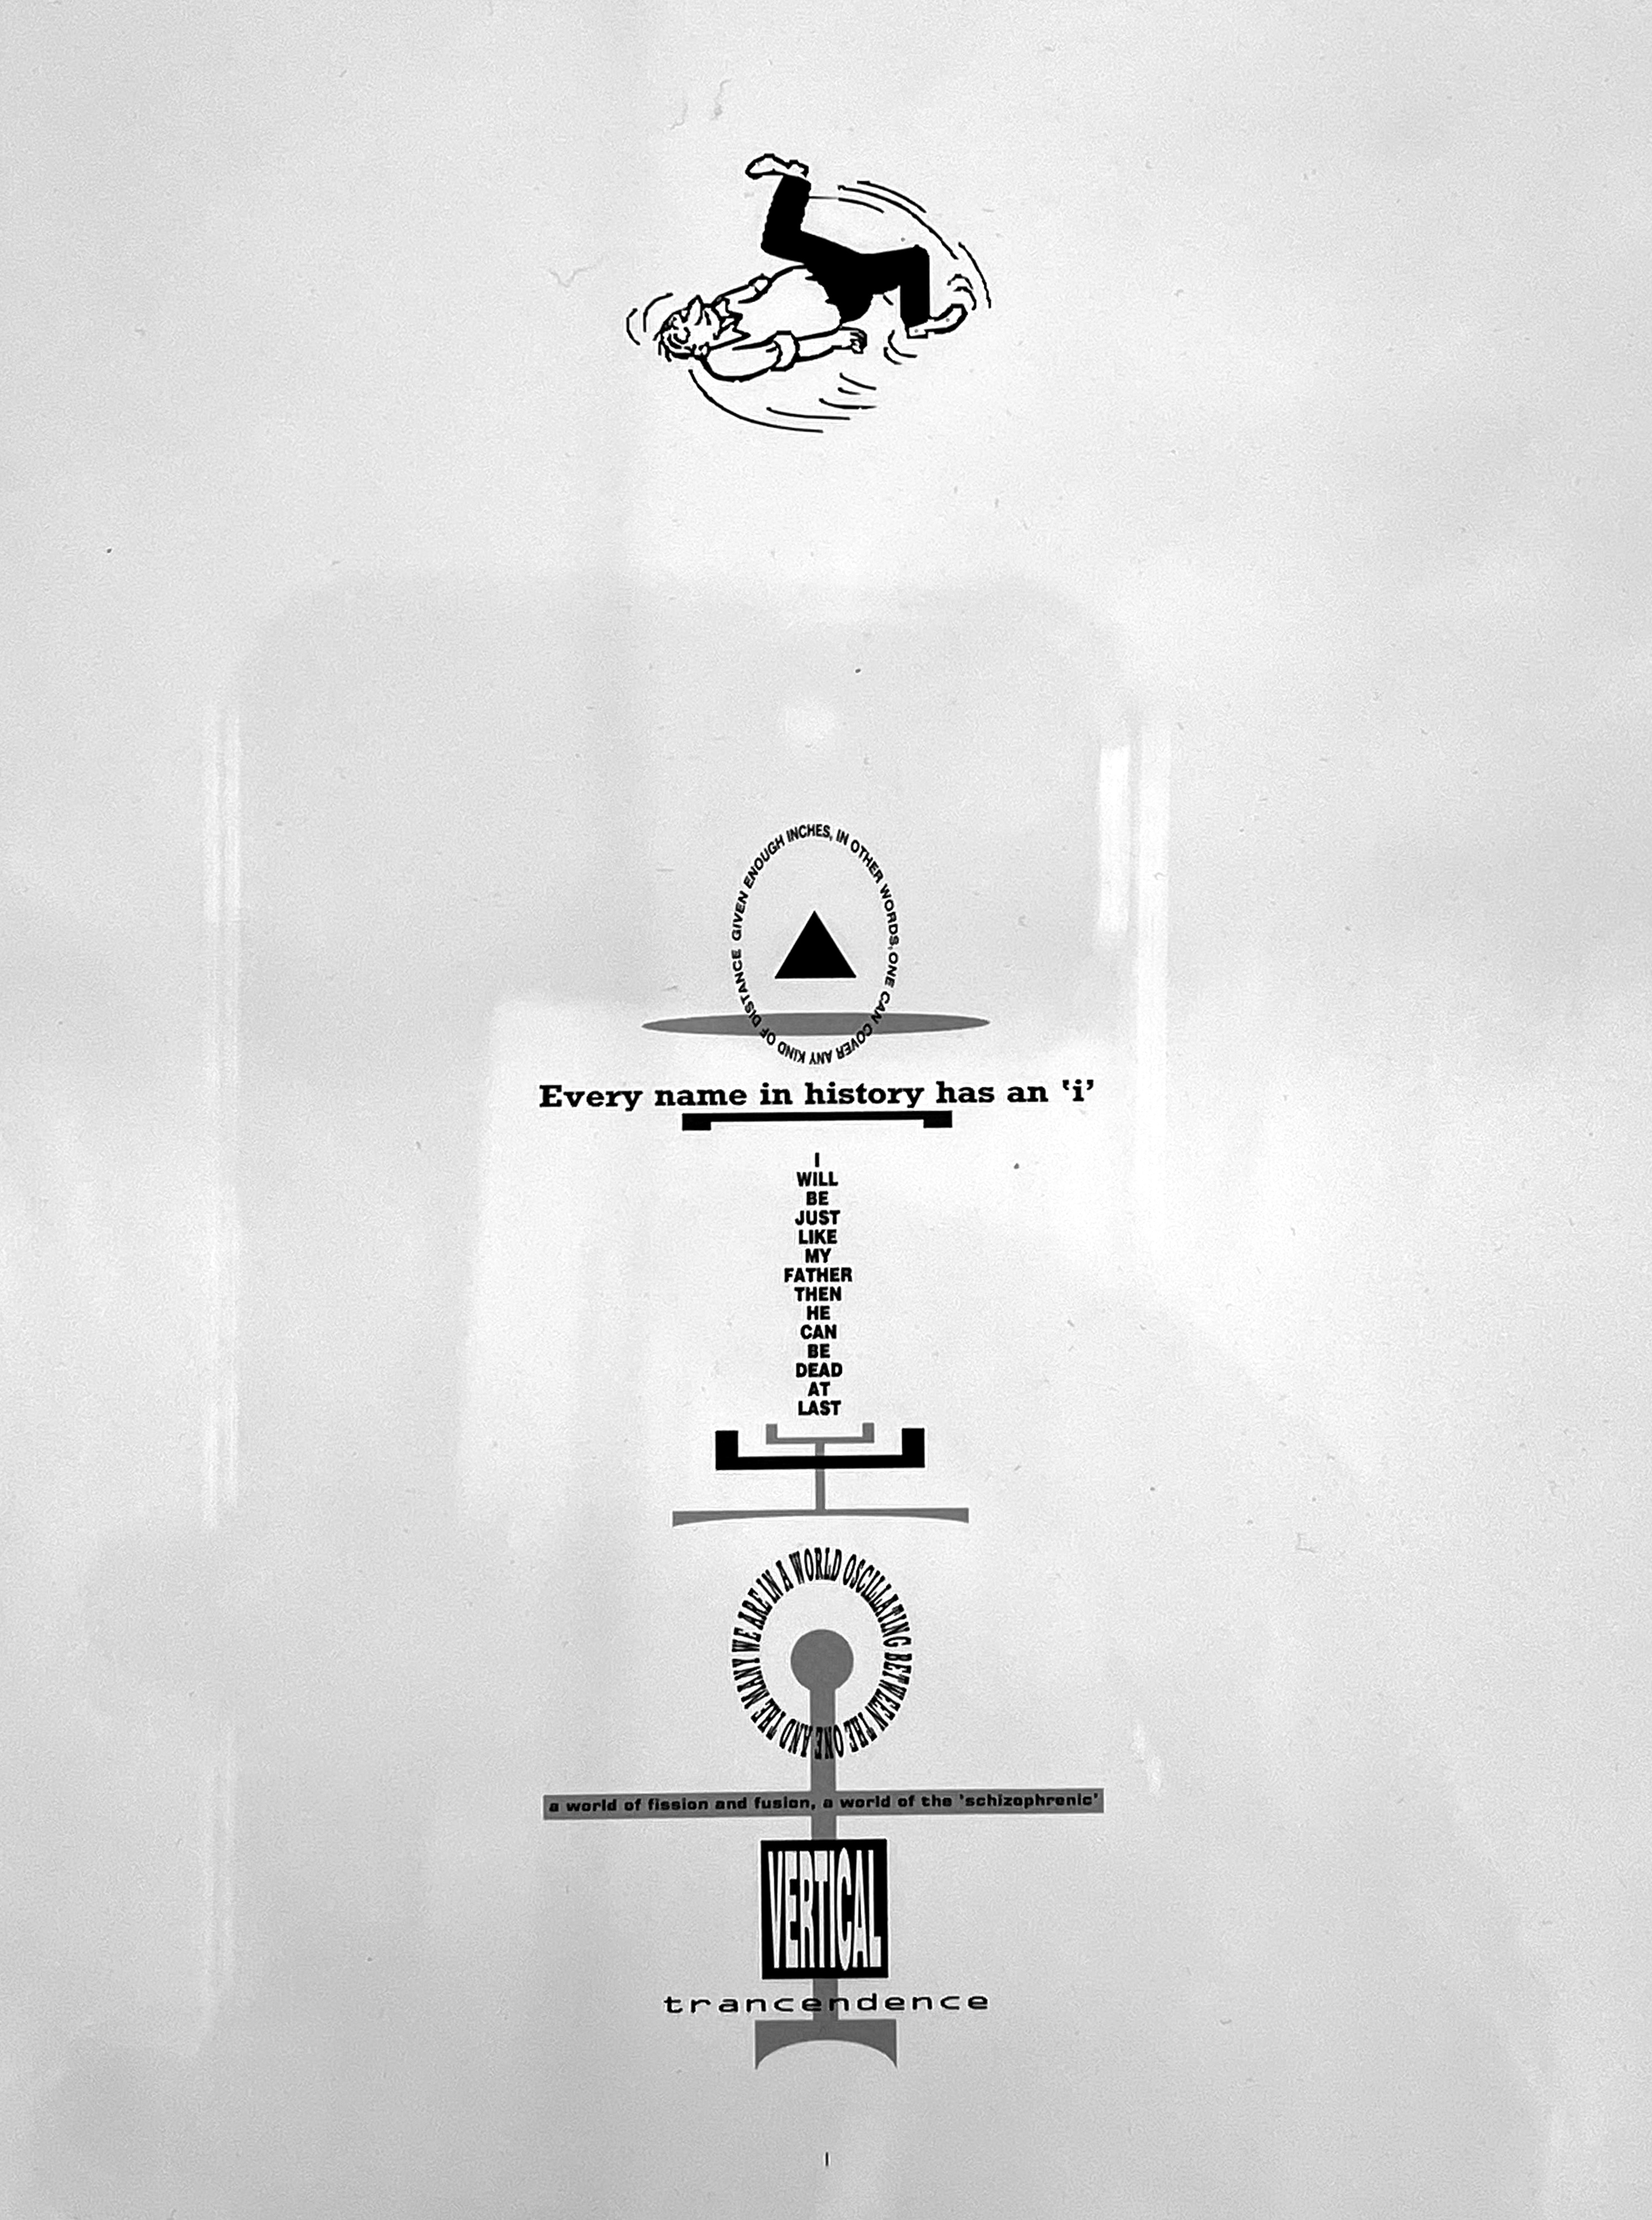 GIVEN ENOUGH INCHES, IN OTHER WORDS, ONE CAN COVER ANY KIND OF DISTANCE
Every name in history has an ‛i’
I
WILL
BE
JUST
LIKE
MY
FATHER
THEN
HE
CAN
BE
DEAD
AT
LAST
WE ARE IN A WORLD OSCILLATING BETWEEN THE ONE AND THE MANY
a world of fission and fusion, a world of the 'schizophrenic'
VERTICAL
trancendence